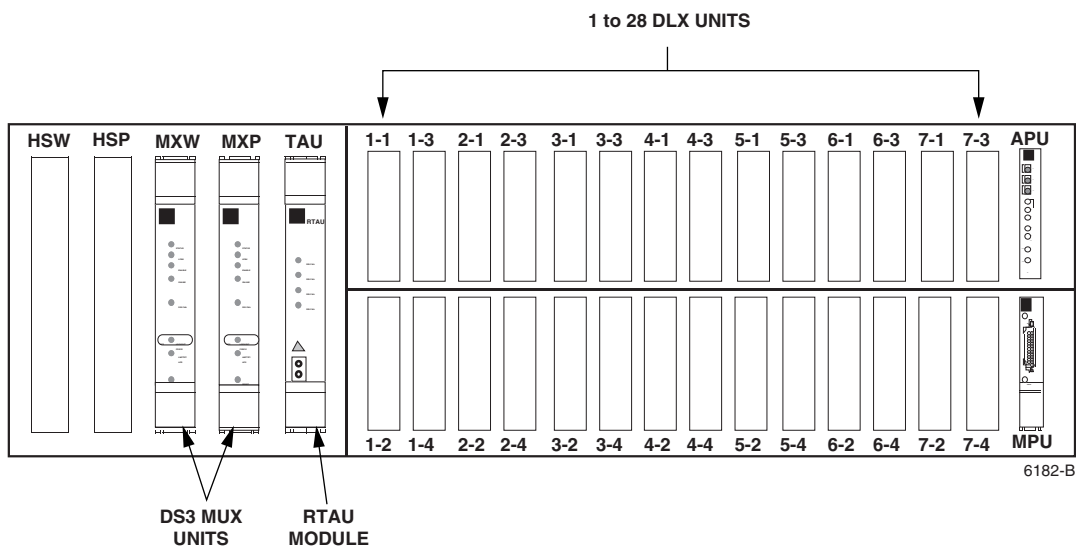 1 to 28 DLX UNITS
HSW HSP MXW MXP TAU 1-1 1-3 2-1 2-3 3-1 3-3 4-1 4-3 5-1 5-3 6-1 6-3 7-1 7-3 APU
RTAU
1-2 1-4 2-2 2-4 3-2 3-4 4-2 4-4 5-2 5-4 6-2 6-4 7-2 7-4 MPU
6182-B
DS3 MUX
UNITS
RTAU
MODULE